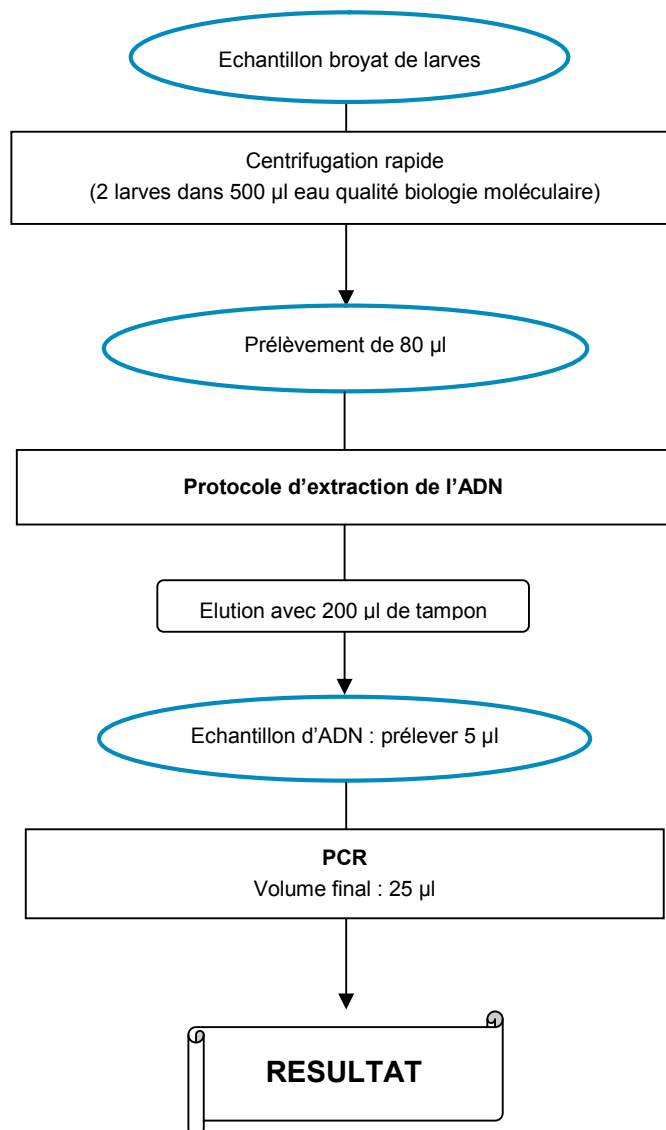 Echantillon broyat de larves
Centrifugation rapide
(2 larves dans 500 µl eau qualité biologie moléculaire)
Prélèvement de 80 µl
Protocole d'extraction de l'ADN
Elution avec 200 µl de tampon
Echantillon d'ADN : prélever 5 µl
PCR
Volume final : 25 µl
RESULTAT